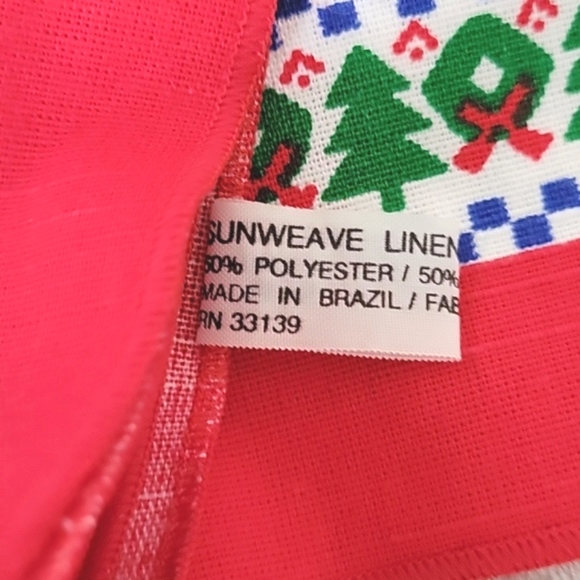 SUNWEAVE LINEN
50% POLYESTER / 50%
MADE IN BRAZIL / FAB
RN 33139